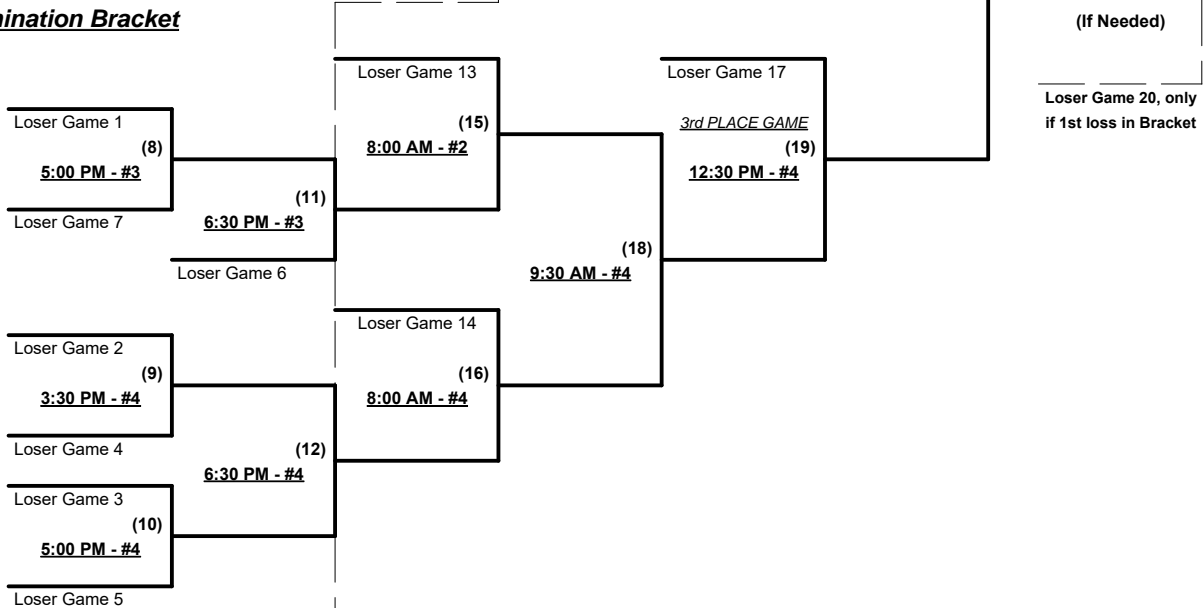 (If Needed)
Loser Game 13
Loser Game 17
Loser Game 20, only
if 1st loss in Bracket
Loser Game 1
(8)
5:00 PM - #3
Loser Game 7
(15)
8:00 AM - #2
3rd PLACE GAME
(19)
12:30 PM - #4
(11)
6:30 PM - #3
Loser Game 6
(18)
9:30 AM - #4
Loser Game 14
Loser Game 2
(9)
3:30 PM - #4
Loser Game 4
(16)
8:00 AM - #4
(12)
6:30 PM - #4
Loser Game 3
(10)
5:00 PM - #4
Loser Game 5
Bracket